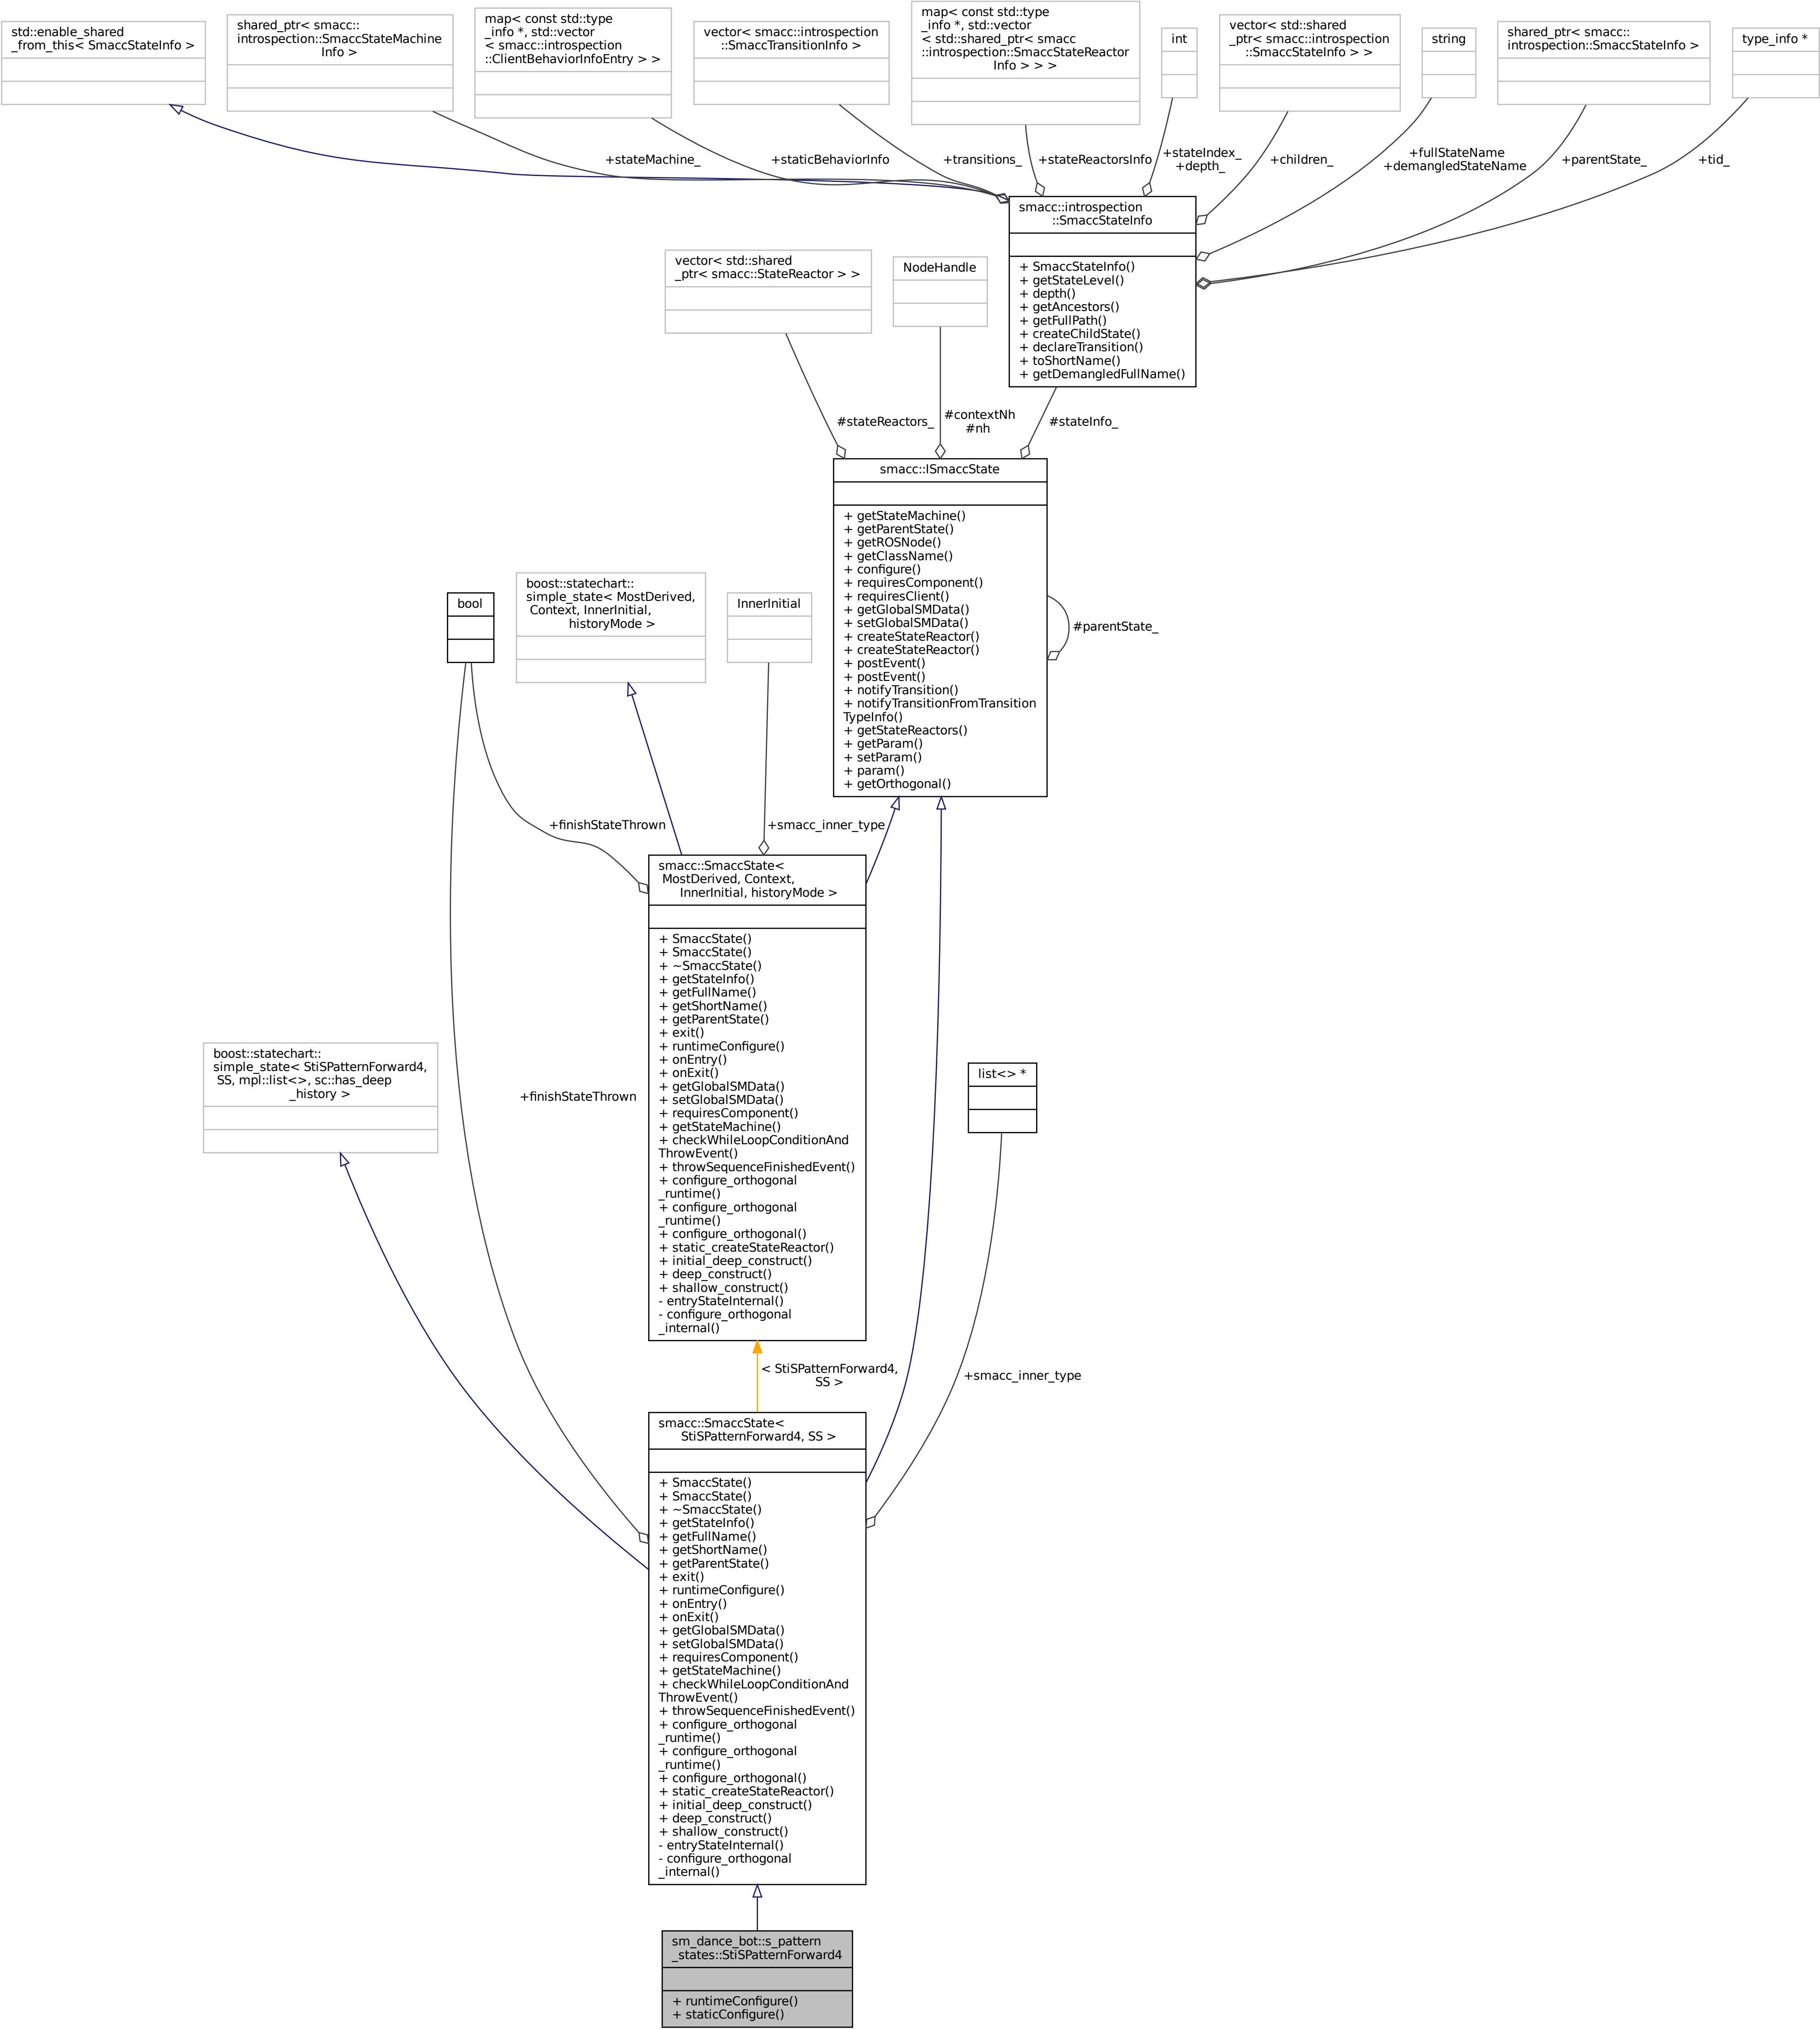 std::enable_shared
_from_this< SmaccStateInfo >
shared_ptr< smacc::
introspection::SmaccStateMachine
Info >
map< const std::type
_info *, std::vector
< smacc::introspection
::ClientBehaviorInfoEntry > >
vector< smacc::introspection
::SmaccTransitionInfo >
map< const std::type
_info *, std::vector
< std::shared_ptr< smacc
::introspection::SmaccStateReactor
Info > > >
int
vector< std::shared
_ptr< smacc::introspection
::SmaccStateInfo > >
string
shared_ptr< smacc::
introspection::SmaccStateInfo >
type_info *
+stateMachine_
+staticBehaviorInfo
+transitions_
+stateReactorsInfo
+stateIndex_
+depth_
+children_
+fullStateName
+demangledStateName
+parentState_
+tid_
smacc::introspection
::SmaccStateInfo
+ SmaccStateInfo()
+ getStateLevel()
+ depth()
+ getAncestors()
+ getFullPath()
+ createChildState()
+ declareTransition()
+ toShortName()
+ getDemangledFullName()
vector< std::shared
_ptr< smacc::StateReactor > >
NodeHandle
#stateReactors_
#contextNh
#nh
#stateInfo_
smacc::ISmaccState
+ getStateMachine()
+ getParentState()
+ getROSNode()
+ getClassName()
+ configure()
+ requiresComponent()
+ requiresClient()
+ getGlobalSMData()
+ setGlobalSMData()
+ createStateReactor()
+ createStateReactor()
+ postEvent()
+ postEvent()
+ notifyTransition()
+ notifyTransitionFromTransition
TypeInfo()
+ getStateReactors()
+ getParam()
+ setParam()
+ param()
+ getOrthogonal()
#parentState_
bool
boost::statechart::
simple_state< MostDerived,
Context, InnerInitial,
historyMode >
InnerInitial
+finishStateThrown
+smacc_inner_type
smacc::SmaccState<
MostDerived, Context,
InnerInitial, historyMode >
+ SmaccState()
+ SmaccState()
+ ~SmaccState()
+ getStateInfo()
+ getFullName()
+ getShortName()
+ getParentState()
+ exit()
+ runtimeConfigure()
+ onEntry()
+ onExit()
+ getGlobalSMData()
+ setGlobalSMData()
+ requiresComponent()
+ getStateMachine()
+ checkWhileLoopConditionAnd
ThrowEvent()
+ throwSequenceFinishedEvent()
+ configure_orthogonal
_runtime()
+ configure_orthogonal
_runtime()
+ configure_orthogonal()
+ static_createStateReactor()
+ initial_deep_construct()
+ deep_construct()
+ shallow_construct()
- entryStateInternal()
- configure_orthogonal
_internal()
boost::statechart::
simple_state< StiSPatternForward4,
SS, mpl::list<>, sc::has_deep
_history >
+finishStateThrown
list<> *
< StiSPatternForward4,
SS >
+smacc_inner_type
smacc::SmaccState<
StiSPatternForward4, SS >
+ SmaccState()
+ SmaccState()
+ ~SmaccState()
+ getStateInfo()
+ getFullName()
+ getShortName()
+ getParentState()
+ exit()
+ runtimeConfigure()
+ onEntry()
+ onExit()
+ getGlobalSMData()
+ setGlobalSMData()
+ requiresComponent()
+ getStateMachine()
+ checkWhileLoopConditionAnd
ThrowEvent()
+ throwSequenceFinishedEvent()
+ configure_orthogonal
_runtime()
+ configure_orthogonal
_runtime()
+ configure_orthogonal()
+ static_createStateReactor()
+ initial_deep_construct()
+ deep_construct()
+ shallow_construct()
- entryStateInternal()
- configure_orthogonal
_internal()
sm_dance_bot::s_pattern
_states::StiSPatternForward4
+ runtimeConfigure()
+ staticConfigure()